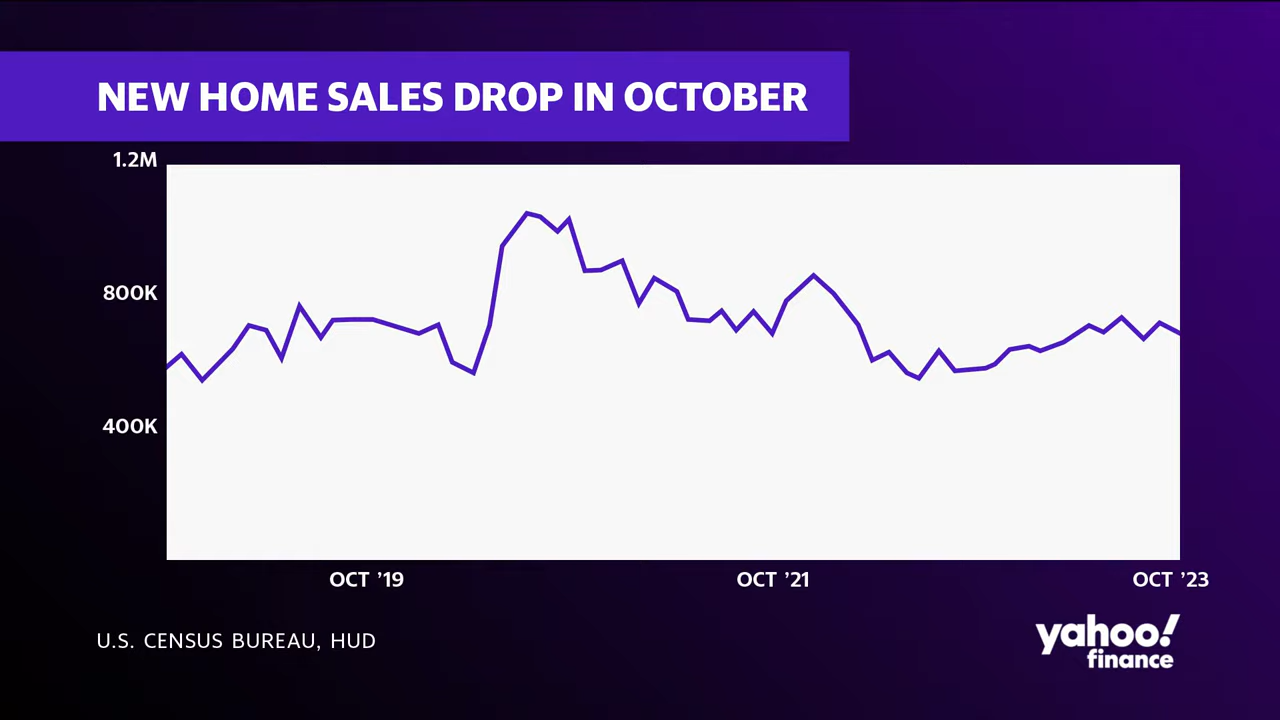 NEW HOME SALES DROP IN OCTOBER
1.2M
800K
400K
OCT ’19
OCT ’21
OCT ’23
U.S. CENSUS BUREAU, HUD
yahoo!
finance